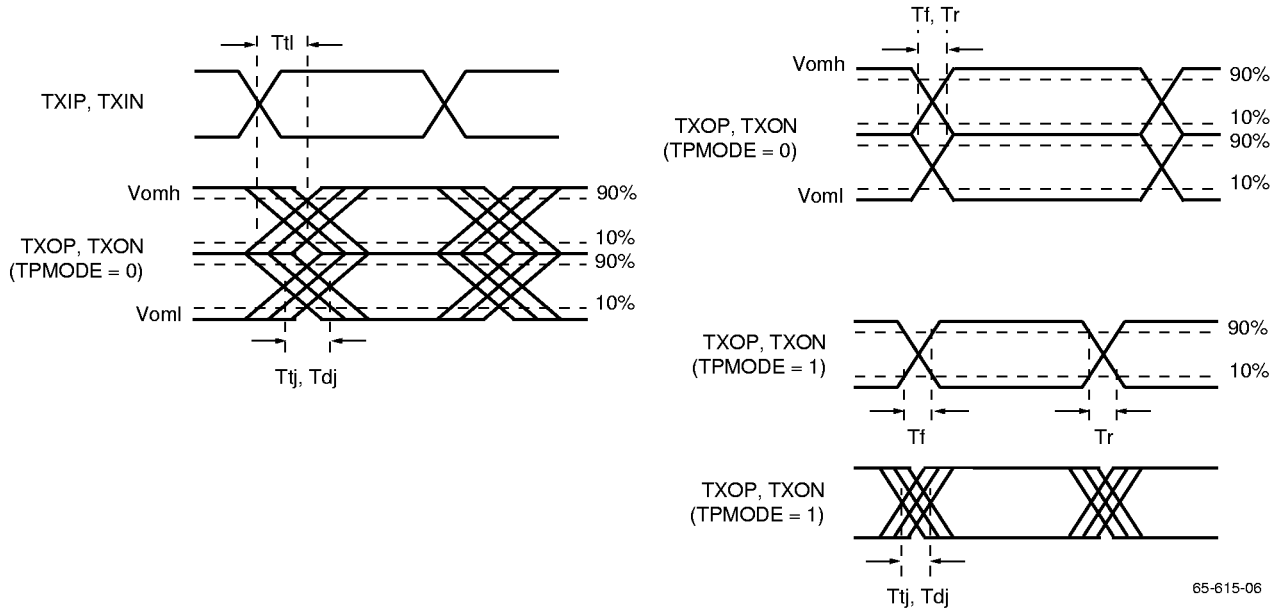 Ttl
TXIP, TXIN
Vomh
90%
TXOP, TXON
(TPMODE = 0)
10%
90%
10%
Voml
Ttj, Tdj
Tf, Tr
Vomh
90%
TXOP, TXON
(TPMODE = 0)
10%
90%
10%
Voml
TXOP, TXON
(TPMODE = 1)
90%
10%
Tf
Tr
TXOP, TXON
(TPMODE = 1)
Ttj, Tdj
65-615-06